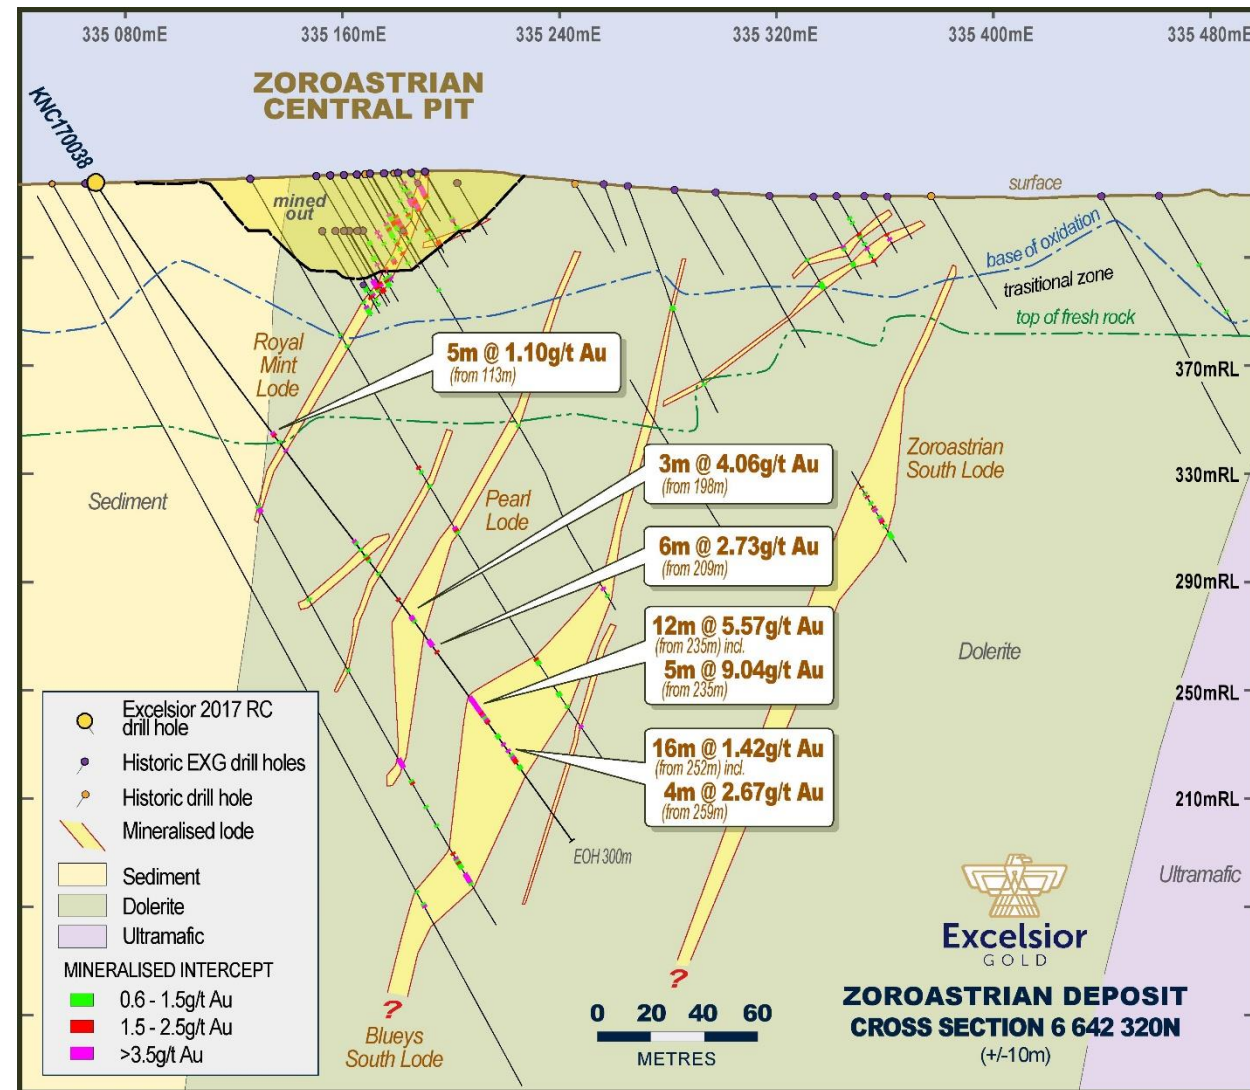 335 080mE
335 160mE
335 240mE
335 320mE
335 400mE
335 480mE
ZOROASTRIAN
CENTRAL PIT
KNC170038
mined
out
surface
base of oxidation
trasitional zone
top of fresh rock
Royal
Mint
Lode
5m @ 1.10g/t Au
(from 113m)
370mRL
3m @ 4.06g/t Au
(from 198m)
Zoroastrian
South Lode
330mRL
Sediment
Pearl
Lode
6m @ 2.73g/t Au
(from 209m)
290mRL
12m @ 5.57g/t Au
(from 235m) incl.
5m @ 9.04g/t Au
(from 235m)
Dolerite
250mRL
16m @ 1.42g/t Au
(from 252m) incl.
4m @ 2.67g/t Au
(from 259m)
210mRL
EOH 300m
Ultramafic
Excelsior 2017 RC
drill hole
Historic EXG drill holes
Historic drill hole
Mineralised lode
Sediment
Dolerite
Ultramafic
MINERALISED INTERCEPT
0.6 - 1.5g/t Au
1.5 - 2.5g/t Au
>3.5g/t Au
?
Blueys
South Lode
?
0 20 40 60
METRES
Excelsior
GOLD
ZOROASTRIAN DEPOSIT
CROSS SECTION 6 642 320N
(+/-10m)